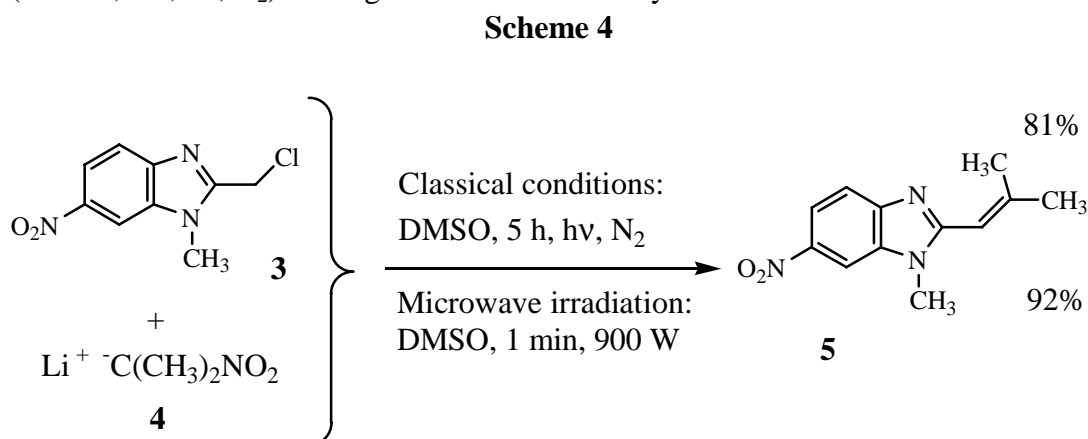 Scheme 4
N
Cl
O₂N
N
CH₃
3
+
Li⁺ ⁻C(CH₃)₂NO₂
4
Classical conditions:
DMSO, 5 h, hν, N₂
Microwave irradiation:
DMSO, 1 min, 900 W
81%
H₃C
CH₃
N
O₂N
N
CH₃
92%
5